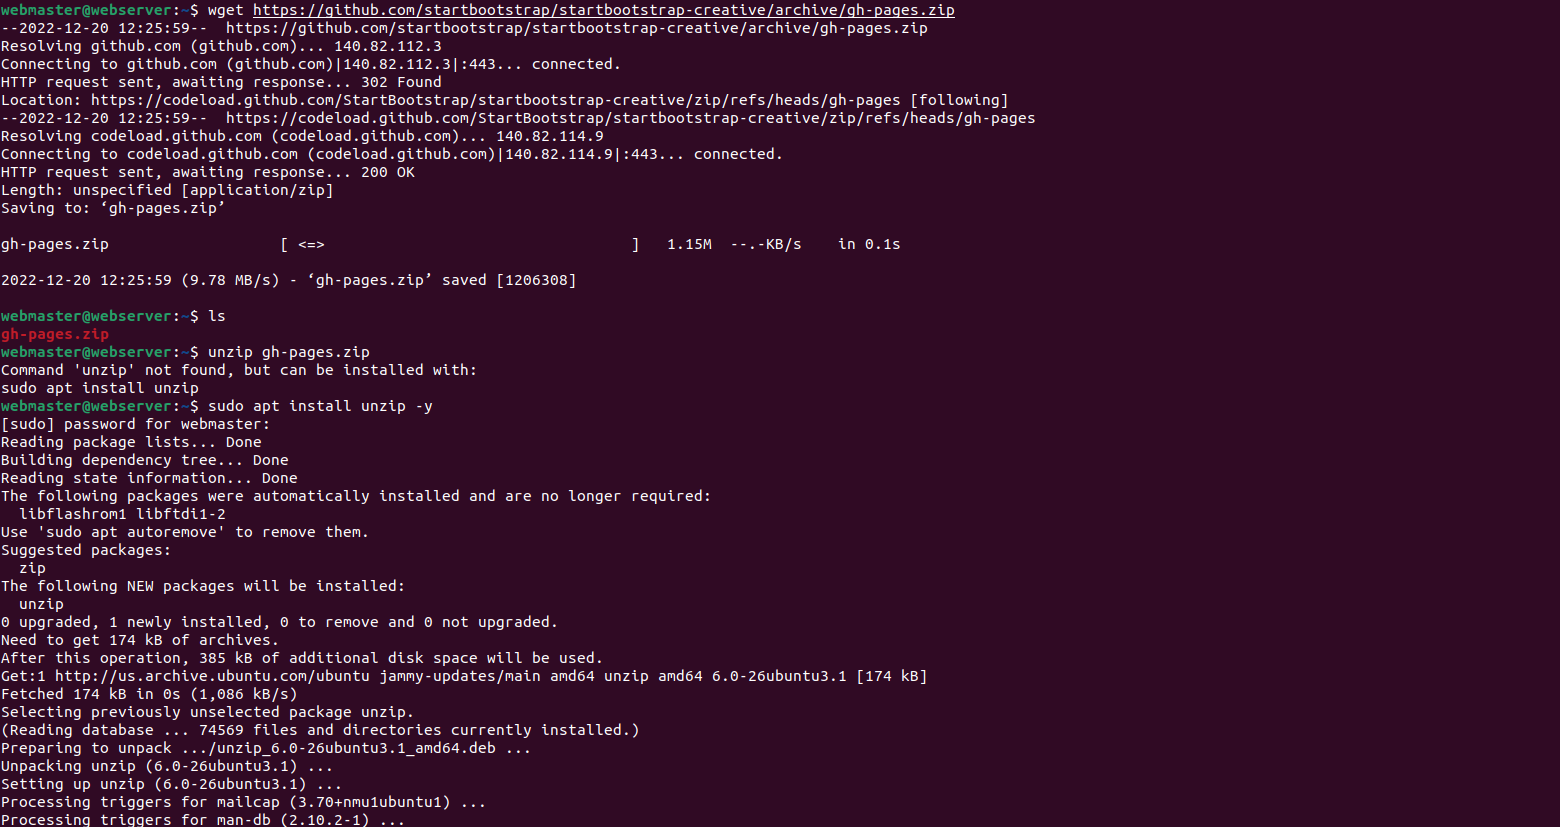 webmaster@webserver:~$ wget https://github.com/startbootstrap/startbootstrap-creative/archive/gh-pages.zip
--2022-12-20 12:25:59--  https://github.com/startbootstrap/startbootstrap-creative/archive/gh-pages.zip
Resolving github.com (github.com)... 140.82.112.3
Connecting to github.com (github.com)|140.82.112.3|:443... connected.
HTTP request sent, awaiting response... 302 Found
Location: https://codeload.github.com/StartBootstrap/startbootstrap-creative/zip/refs/heads/gh-pages [following]
--2022-12-20 12:25:59--  https://codeload.github.com/StartBootstrap/startbootstrap-creative/zip/refs/heads/gh-pages
Resolving codeload.github.com (codeload.github.com)... 140.82.114.9
Connecting to codeload.github.com (codeload.github.com)|140.82.114.9|:443... connected.
HTTP request sent, awaiting response... 200 OK
Length: unspecified [application/zip]
Saving to: ‘gh-pages.zip’
gh-pages.zip                   [ <=>                                  ]   1.15M  --.-KB/s    in 0.1s
2022-12-20 12:25:59 (9.78 MB/s) - ‘gh-pages.zip’ saved [1206308]
webmaster@webserver:~$ ls
gh-pages.zip
webmaster@webserver:~$ unzip gh-pages.zip
Command 'unzip' not found, but can be installed with:
sudo apt install unzip
webmaster@webserver:~$ sudo apt install unzip -y
[sudo] password for webmaster:
Reading package lists... Done
Building dependency tree... Done
Reading state information... Done
The following packages were automatically installed and are no longer required:
  libflashrom1 libftdi1-2
Use 'sudo apt autoremove' to remove them.
Suggested packages:
  zip
The following NEW packages will be installed:
  unzip
0 upgraded, 1 newly installed, 0 to remove and 0 not upgraded.
Need to get 174 kB of archives.
After this operation, 385 kB of additional disk space will be used.
Get:1 http://us.archive.ubuntu.com/ubuntu jammy-updates/main amd64 unzip amd64 6.0-26ubuntu3.1 [174 kB]
Fetched 174 kB in 0s (1,086 kB/s)
Selecting previously unselected package unzip.
(Reading database ... 74569 files and directories currently installed.)
Preparing to unpack .../unzip_6.0-26ubuntu3.1_amd64.deb ...
Unpacking unzip (6.0-26ubuntu3.1) ...
Setting up unzip (6.0-26ubuntu3.1) ...
Processing triggers for mailcap (3.70+nmu1ubuntu1) ...
Processing triggers for man-db (2.10.2-1) ...